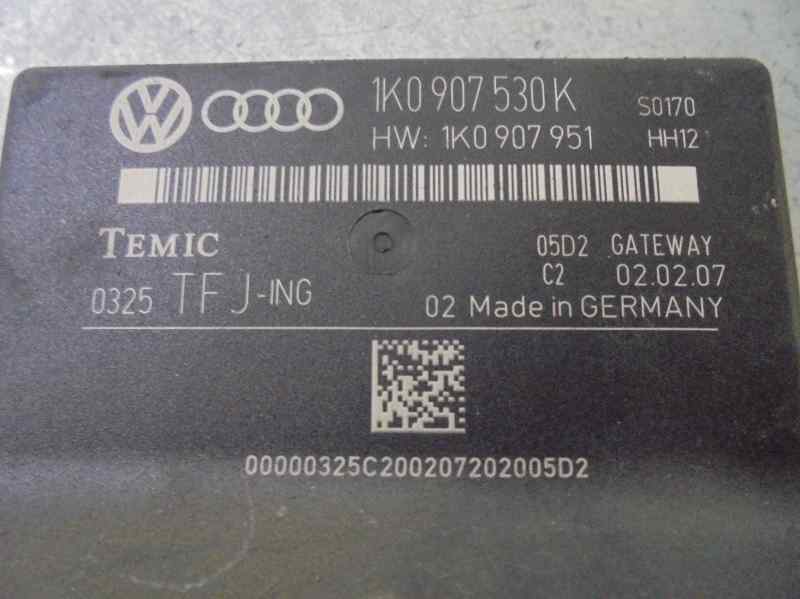 1K0 907 530 K S0170
HW: 1K0 907 951 HH12
TEMIC 05D2 GATEWAY
C2 02.02.07
0325 TFJ-ING 02 Made in GERMANY
00000325C200207202005D2